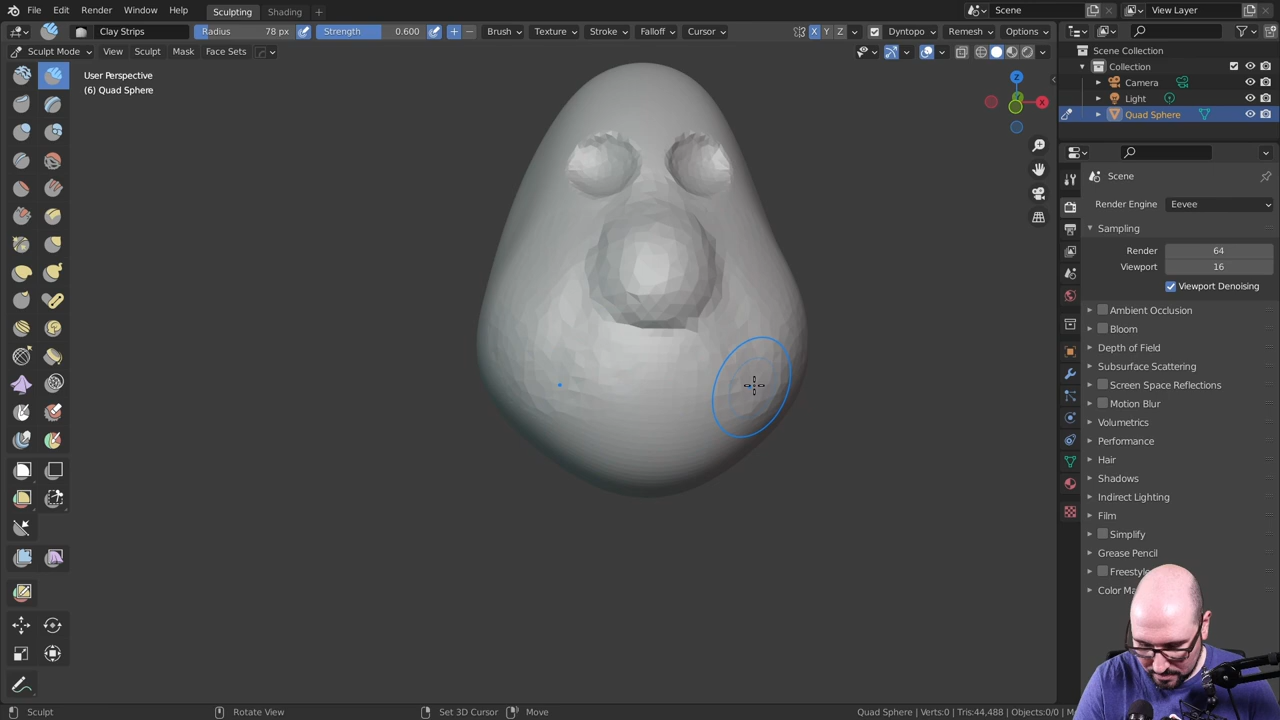 File Edit Render Window Help Sculpting Shading + Scene View Layer
Clay Strips Radius 78 px Strength 0.600 Brush Texture Stroke Falloff Cursor X Y Z Dyntopo Remesh Options
Sculpt Mode View Sculpt Mask Face Sets
User Perspective
(6) Quad Sphere
Z
Y
X
Scene Collection
Collection
Camera
Light
Quad Sphere
Scene
Render Engine Eevee
Sampling
Render 64
Viewport 16
Viewport Denoising
Ambient Occlusion
Bloom
Depth of Field
Subsurface Scattering
Screen Space Reflections
Motion Blur
Volumetrics
Performance
Hair
Shadows
Indirect Lighting
Film
Simplify
Grease Pencil
Freestyle
Color
Sculpt Rotate View Set 3D Cursor Move Quad Sphere | Verts:0 | Tris:44,488 | Objects:0/0 |